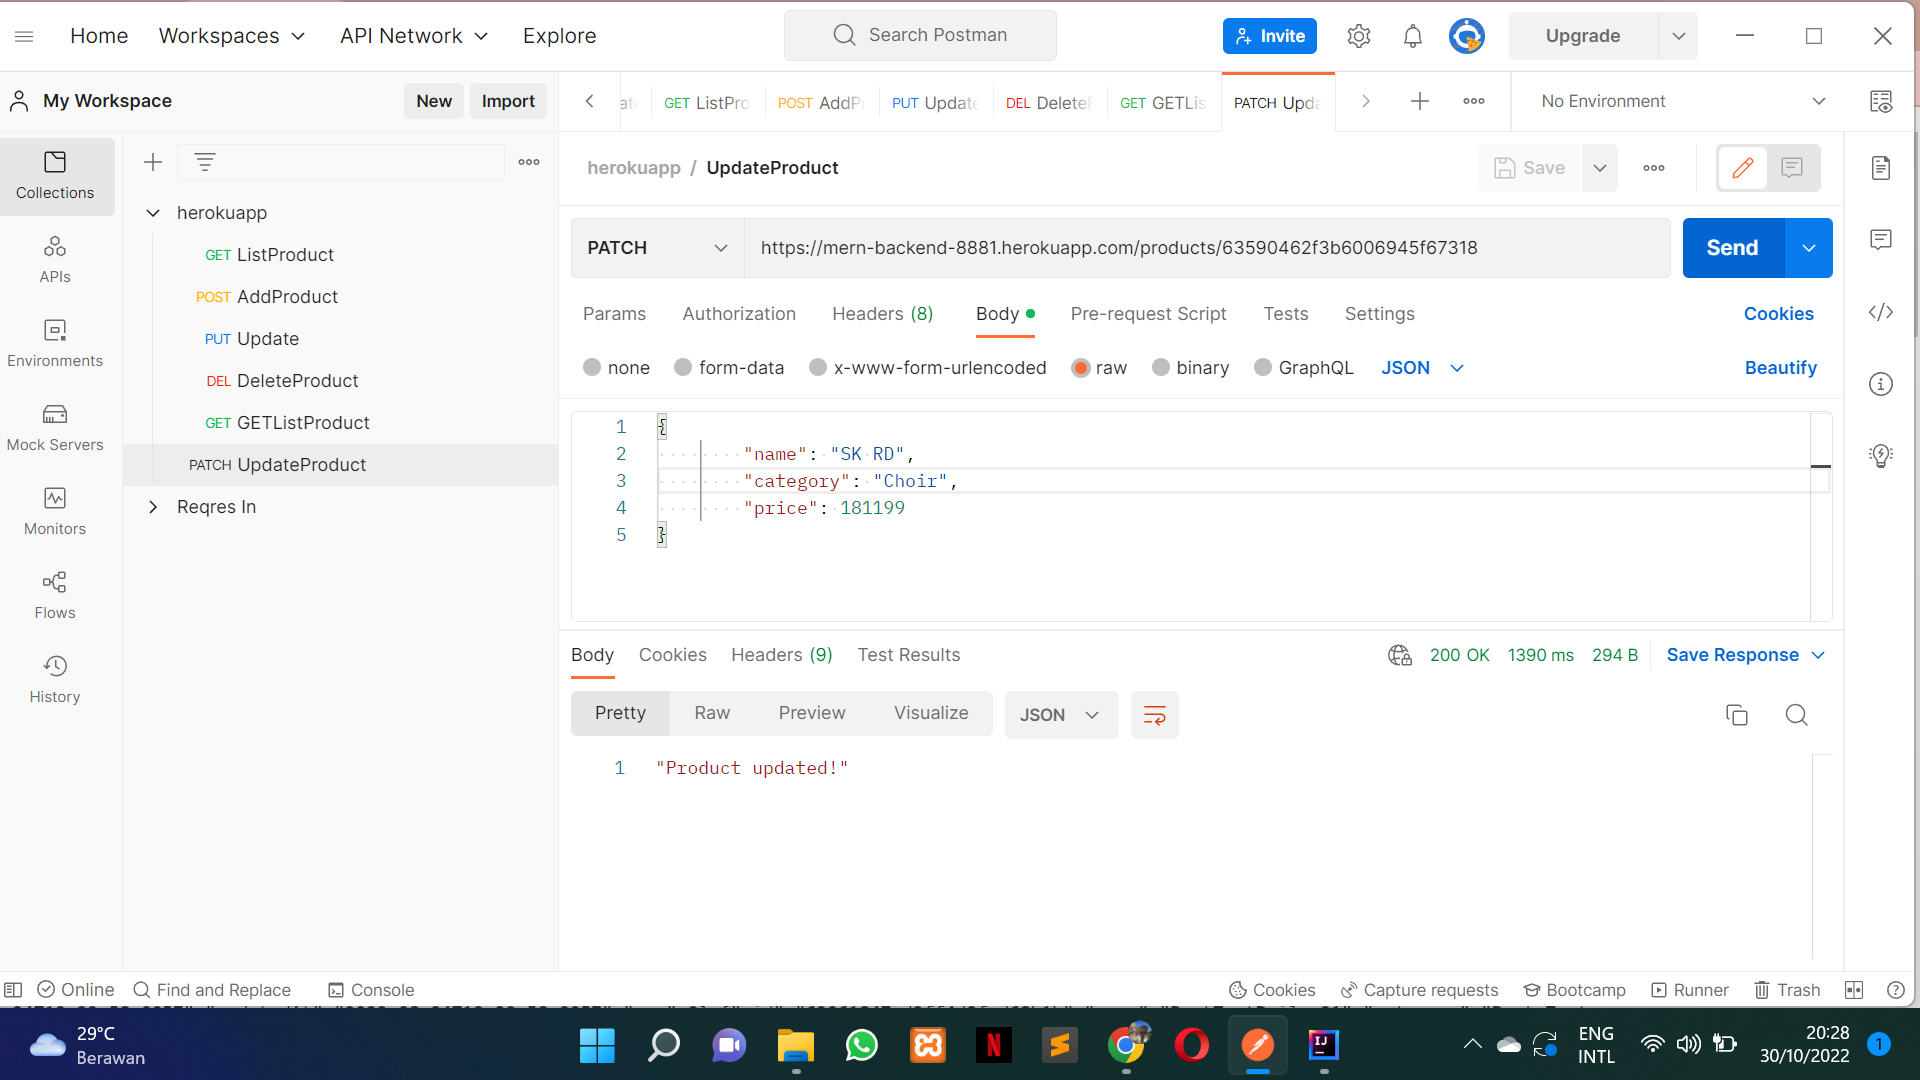 Home Workspaces API Network Explore Search Postman Invite Upgrade
My Workspace New Import GET ListPro POST AddP PUT Update DEL Delete GET GETLis PATCH Upda No Environment
herokuapp / UpdateProduct Save
Collections
herokuapp
GET ListProduct
POST AddProduct
PUT Update
DEL DeleteProduct
GET GETListProduct
PATCH UpdateProduct
Reqres In
APIs
Environments
Mock Servers
Monitors
Flows
History
PATCH https://mern-backend-8881.herokuapp.com/products/63590462f3b6006945f67318 Send
Params Authorization Headers (8) Body Pre-request Script Tests Settings Cookies
none form-data x-www-form-urlencoded raw binary GraphQL JSON Beautify
1 {
2 "name": "SK RD",
3 "category": "Choir",
4 "price": 181199
5 }
Body Cookies Headers (9) Test Results 200 OK 1390 ms 294 B Save Response
Pretty Raw Preview Visualize JSON
1 "Product updated!"
Online Find and Replace Console Cookies Capture requests Bootcamp Runner Trash
29°C
Berawan
ENG
INTL
20:28
30/10/2022
1